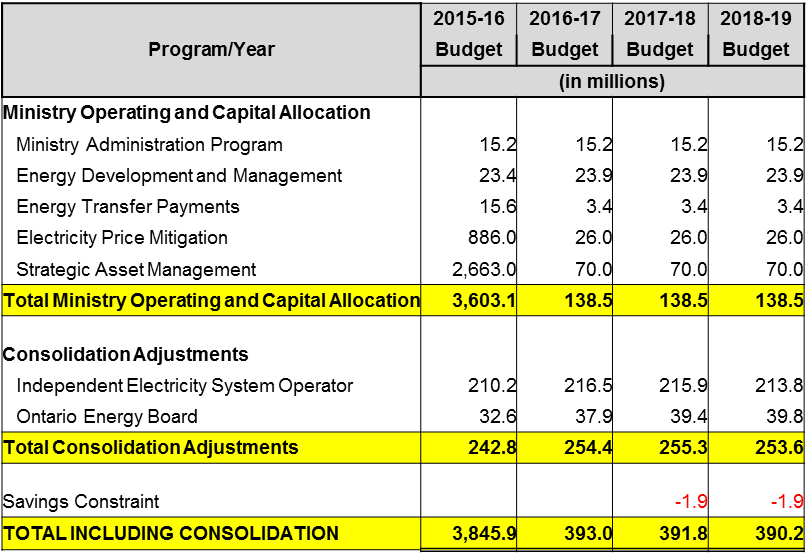 Program/Year 2015-16 Budget 2016-17 Budget 2017-18 Budget 2018-19 Budget
(in millions)
Ministry Operating and Capital Allocation
Ministry Administration Program 15.2 15.2 15.2 15.2
Energy Development and Management 23.4 23.9 23.9 23.9
Energy Transfer Payments 15.6 3.4 3.4 3.4
Electricity Price Mitigation 886.0 26.0 26.0 26.0
Strategic Asset Management 2,663.0 70.0 70.0 70.0
Total Ministry Operating and Capital Allocation 3,603.1 138.5 138.5 138.5
Consolidation Adjustments
Independent Electricity System Operator 210.2 216.5 215.9 213.8
Ontario Energy Board 32.6 37.9 39.4 39.8
Total Consolidation Adjustments 242.8 254.4 255.3 253.6
Savings Constraint -1.9 -1.9
TOTAL INCLUDING CONSOLIDATION 3,845.9 393.0 391.8 390.2